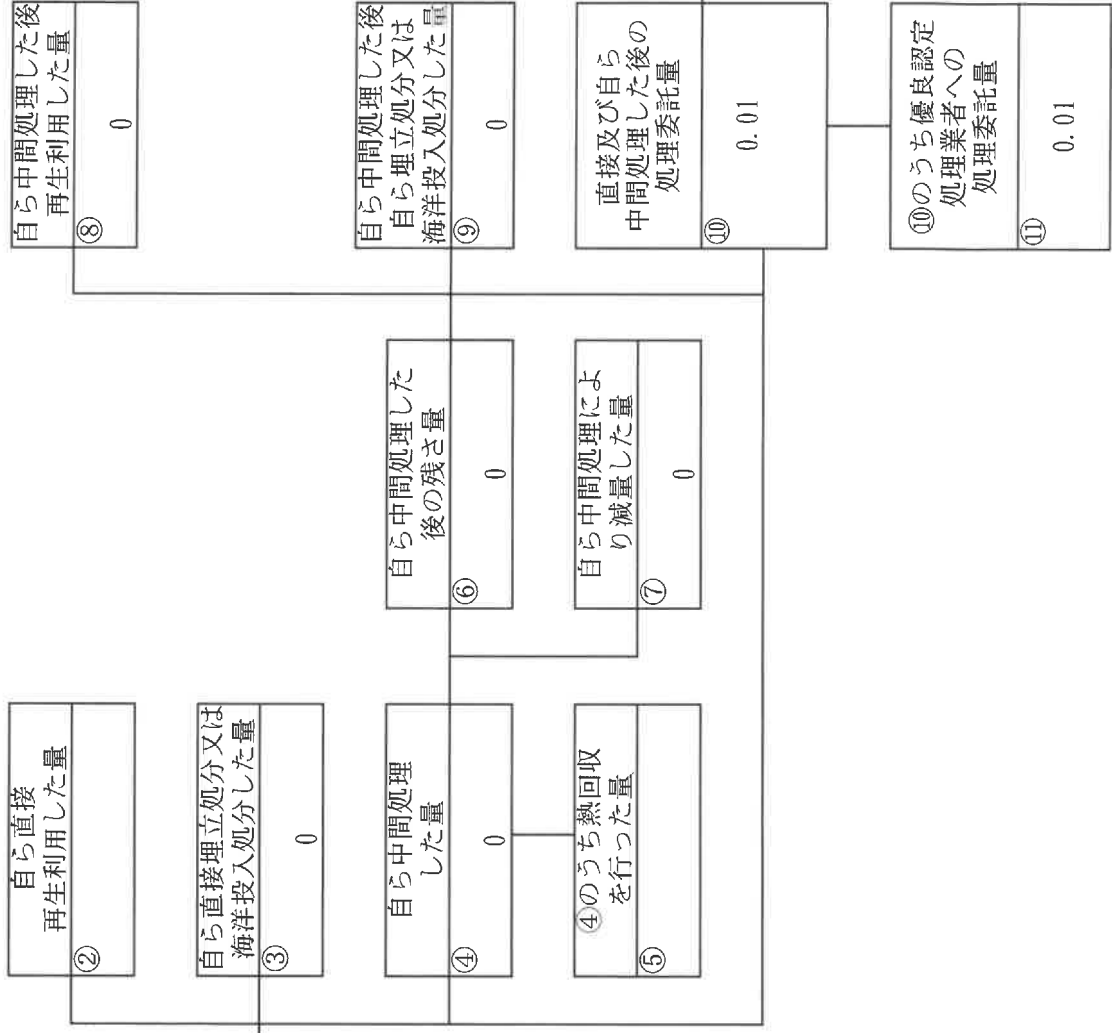 自ら直接
再生利用した量
②
自ら直接埋立処分又は
海洋投入処分した量
③
0
自ら中間処理
した量
④
0
④のうち熱回収
を行った量
⑤
自ら中間処理した
後の残さ量
⑥
0
自ら中間処理によ
り減量した量
⑦
0
自ら中間処理した後
再生利用した量
⑧
0
自ら中間処理した後
自ら埋立処分又は
海洋投入処分した量
⑨
0
直接及び自ら
中間処理した後の
処理委託量
⑩
0.01
⑩のうち優良認定
処理業者への
処理委託量
⑪
0.01